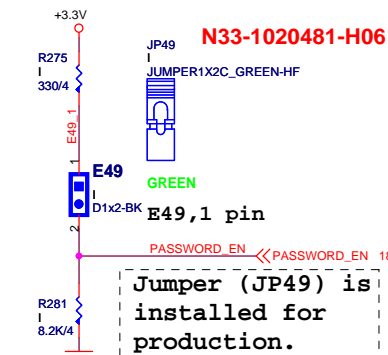 +3.3V
N33-1020481-H06
R275
I
330/4
JP49
I
JUMPER1X2C_GREEN-HF
E49_1
1
E49
I
D1x2-BK
2
GREEN
E49,1 pin
PASSWORD_EN
PASSWORD_EN 18
R281
I
8.2K/4
Jumper (JP49) is
installed for
production.